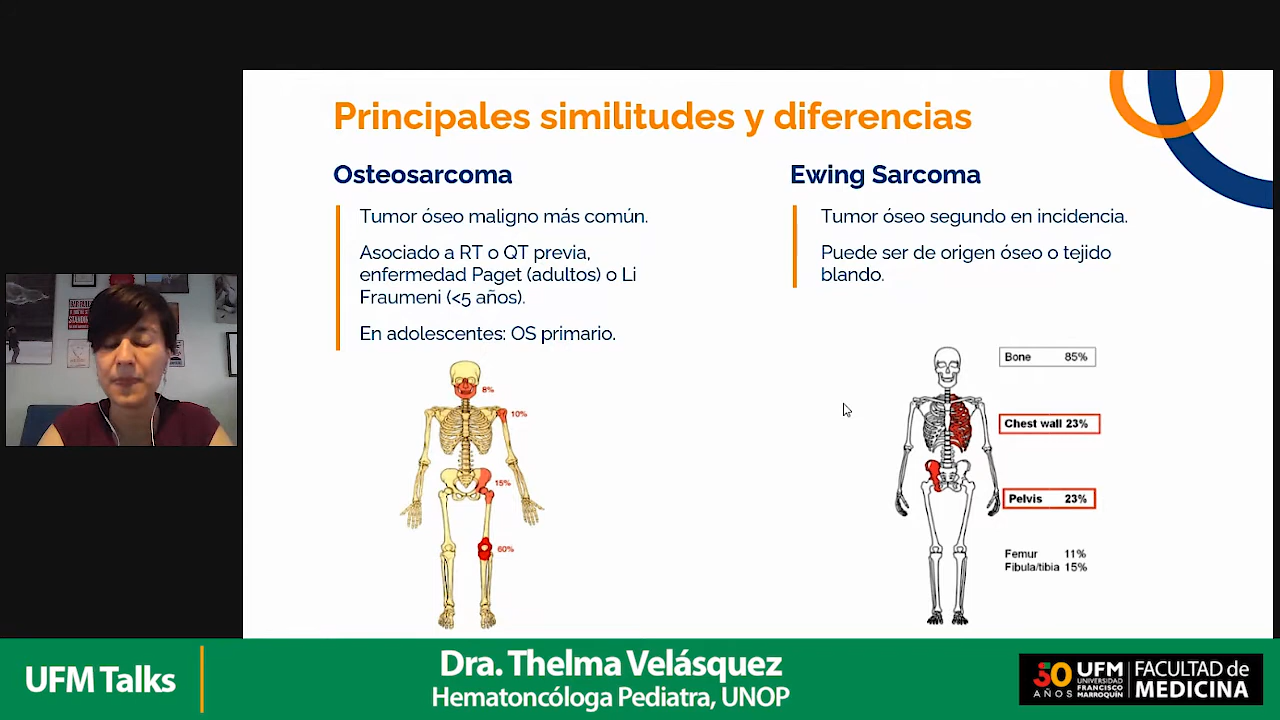 Principales similitudes y diferencias
Osteosarcoma
Tumor óseo maligno más común.
Asociado a RT o QT previa,
enfermedad Paget (adultos) o Li
Fraumeni (<5 años).
En adolescentes: OS primario.
8%
10%
15%
60%
Ewing Sarcoma
Tumor óseo segundo en incidencia.
Puede ser de origen óseo o tejido
blando.
Bone 85%
Chest wall 23%
Pelvis 23%
Femur 11%
Fibula/tibia 15%
UFM Talks
Dra. Thelma Velásquez
Hematoncóloga Pediatra, UNOP
50
AÑOS
UFM
UNIVERSIDAD
FRANCISCO
MARROQUÍN
FACULTAD de
MEDICINA